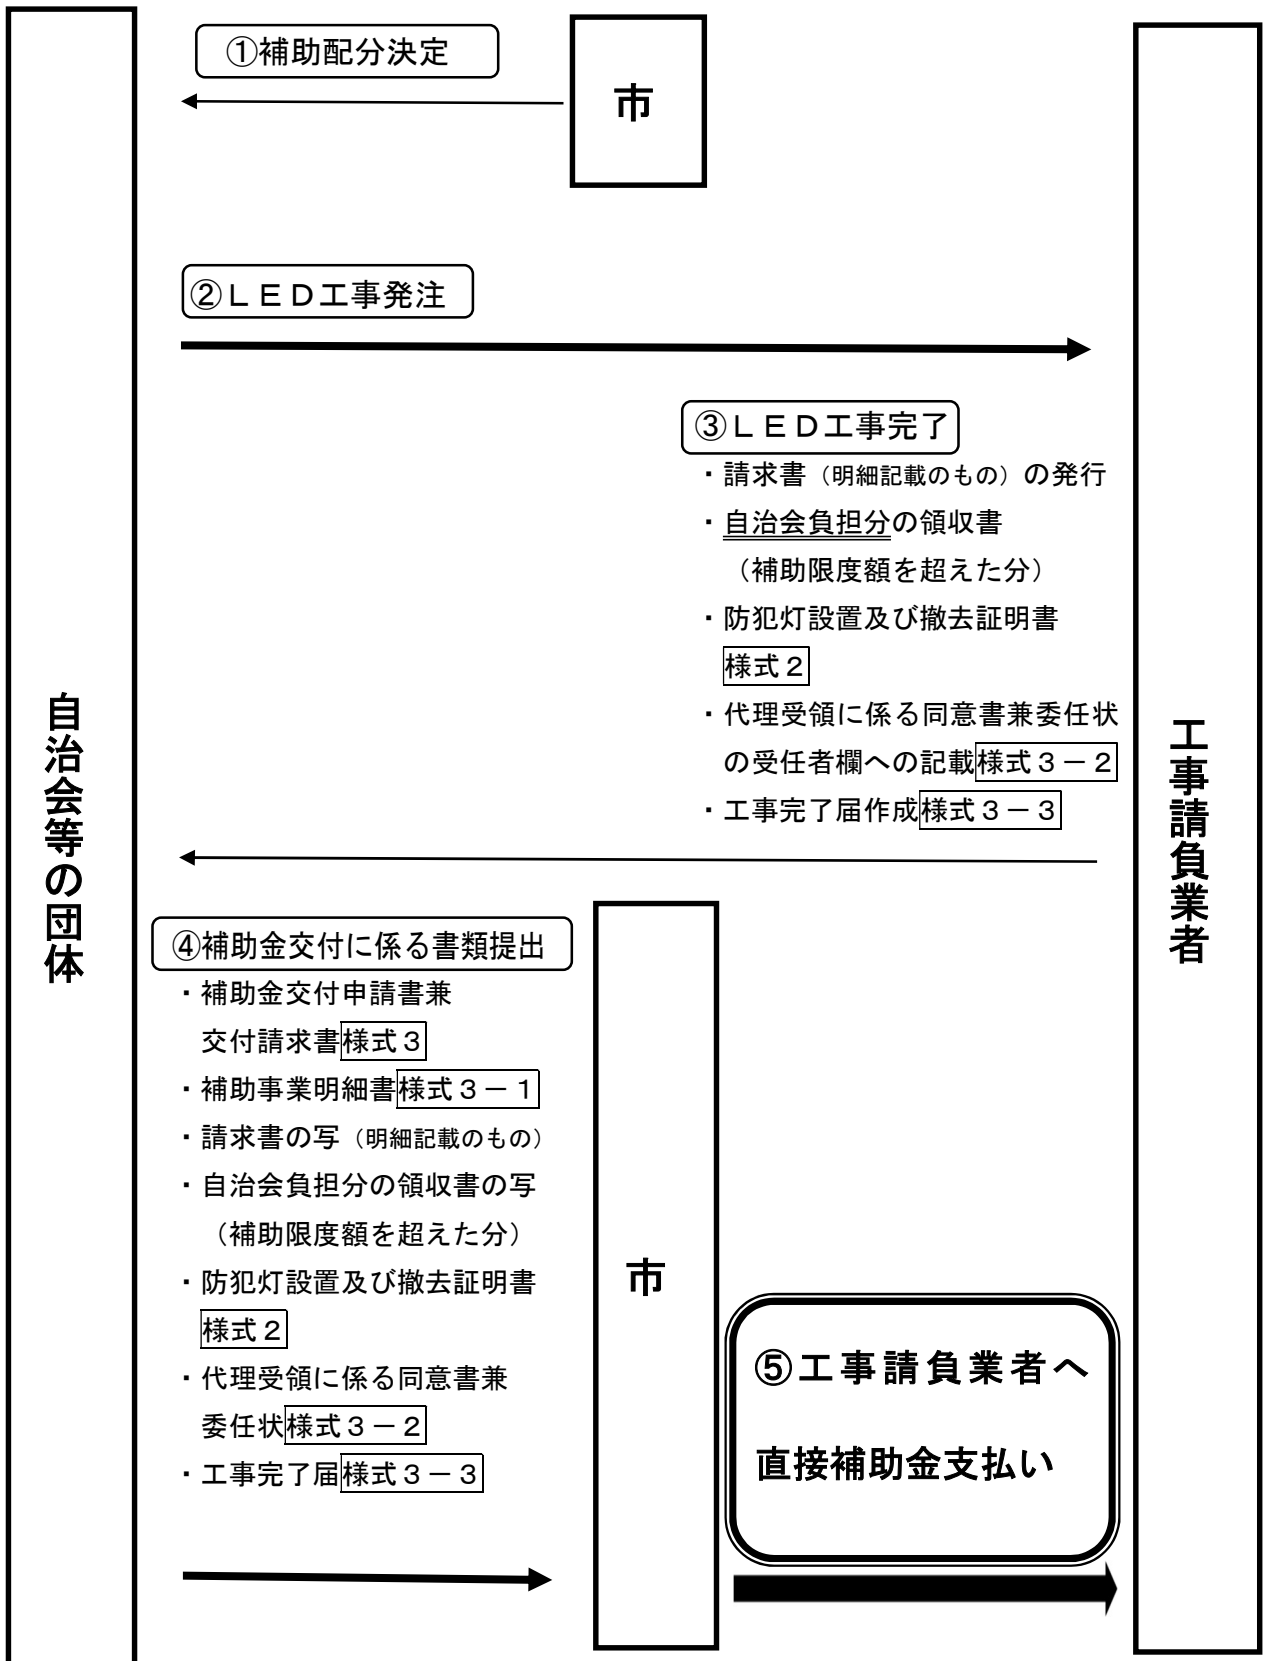 ①補助配分決定
市
②ＬＥＤ工事発注
③ＬＥＤ工事完了
・請求書（明細記載のもの）の発行
・自治会負担分の領収書
（補助限度額を超えた分）
・防犯灯設置及び撤去証明書
様式２
・代理受領に係る同意書兼委任状
の受任者欄への記載様式３－２
・工事完了届作成様式３－３
自治会等の団体
工事請負業者
④補助金交付に係る書類提出
・補助金交付申請書兼
交付請求書様式３
・補助事業明細書様式３－１
・請求書の写（明細記載のもの）
・自治会負担分の領収書の写
（補助限度額を超えた分）
・防犯灯設置及び撤去証明書
様式２
・代理受領に係る同意書兼
委任状様式３－２
・工事完了届様式３－３
市
⑤工事請負業者へ
直接補助金支払い